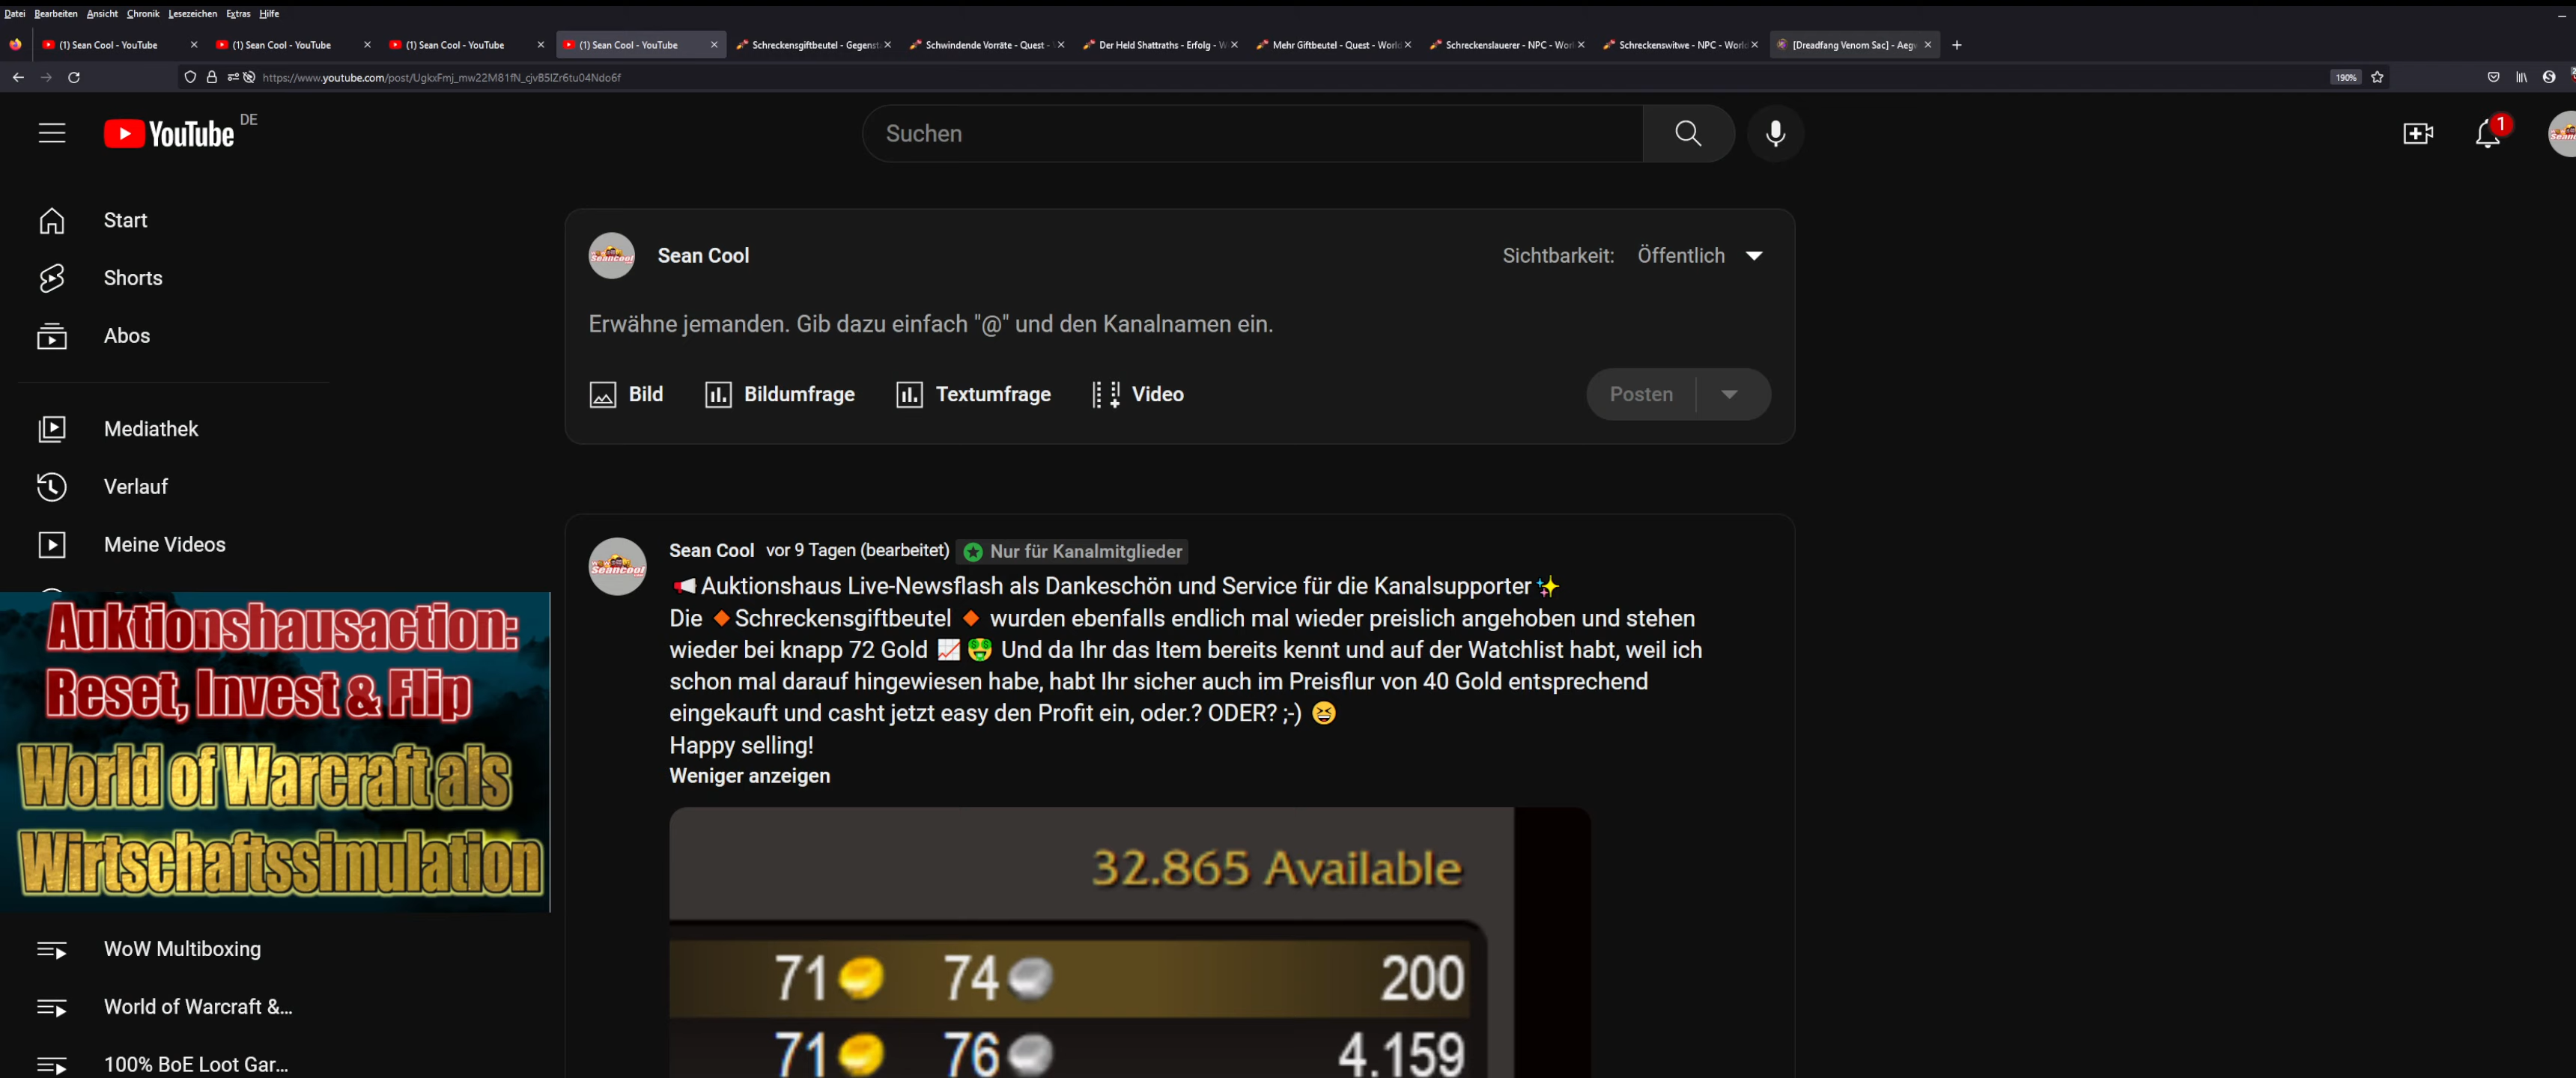 Datei Bearbeiten Ansicht Chronik Lesezeichen Extras Hilfe
(1) Sean Cool - YouTube
(1) Sean Cool - YouTube
(1) Sean Cool - YouTube
(1) Sean Cool - YouTube
Schreckensgiftbeutel - Gegenst
Schwindende Vorräte - Quest -
Der Held Shattraths - Erfolg - W
Mehr Giftbeutel - Quest - World
Schreckenslauerer - NPC - Worl
Schreckenswitwe - NPC - World
[Dreadfang Venom Sac] - Aegw
190%
YouTube DE
Suchen
1
Start
Shorts
Abos
Mediathek
Verlauf
Meine Videos
WoW Multiboxing
World of Warcraft &...
100% BoE Loot Gar...
Auktionshausaction:
Reset, Invest & Flip
World of Warcraft als
Wirtschaftssimulation
Sean Cool
Sichtbarkeit: Öffentlich
Erwähne jemanden. Gib dazu einfach "@" und den Kanalnamen ein.
Bild Bildumfrage Textumfrage Video
Posten
Sean Cool vor 9 Tagen (bearbeitet) Nur für Kanalmitglieder
📢Auktionshaus Live-Newsflash als Dankeschön und Service für die Kanalsupporter✨
Die 🔸Schreckensgiftbeutel 🔸 wurden ebenfalls endlich mal wieder preislich angehoben und stehen
wieder bei knapp 72 Gold 📈 🤑 Und da Ihr das Item bereits kennt und auf der Watchlist habt, weil ich
schon mal darauf hingewiesen habe, habt Ihr sicher auch im Preisflur von 40 Gold entsprechend
eingekauft und casht jetzt easy den Profit ein, oder.? ODER? ;-) 😆
Happy selling!
Weniger anzeigen
32.865 Available
71 74 200
71 76 4.159